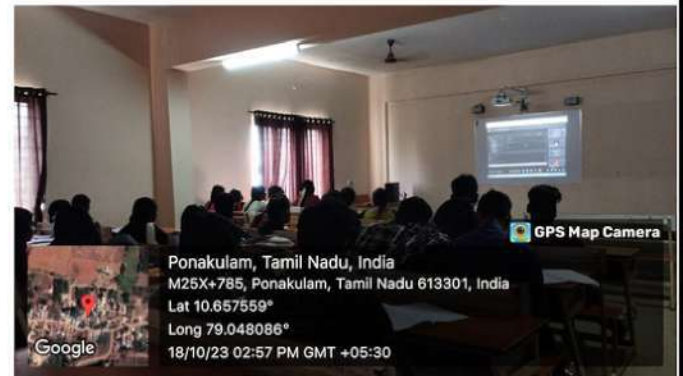 GPS Map Camera
Ponakulam, Tamil Nadu, India
M25X+785, Ponakulam, Tamil Nadu 613301, India
Lat 10.657559°
Long 79.048086°
18/10/23 02:57 PM GMT +05:30
Google